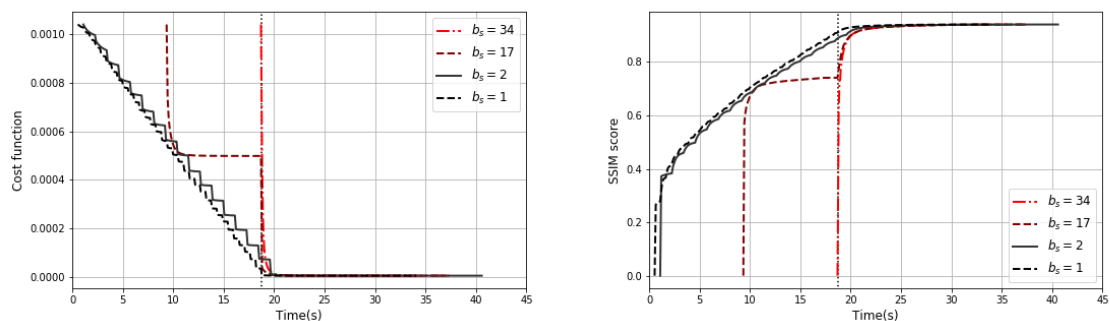 Cost function
0.0010
0.0008
0.0006
0.0004
0.0002
0.0000
0 5 10 15 20 25 30 35 40 45
Time(s)
b_s = 34
b_s = 17
b_s = 2
b_s = 1
SSIM score
0.8
0.6
0.4
0.2
0.0
0 5 10 15 20 25 30 35 40 45
Time(s)
b_s = 34
b_s = 17
b_s = 2
b_s = 1